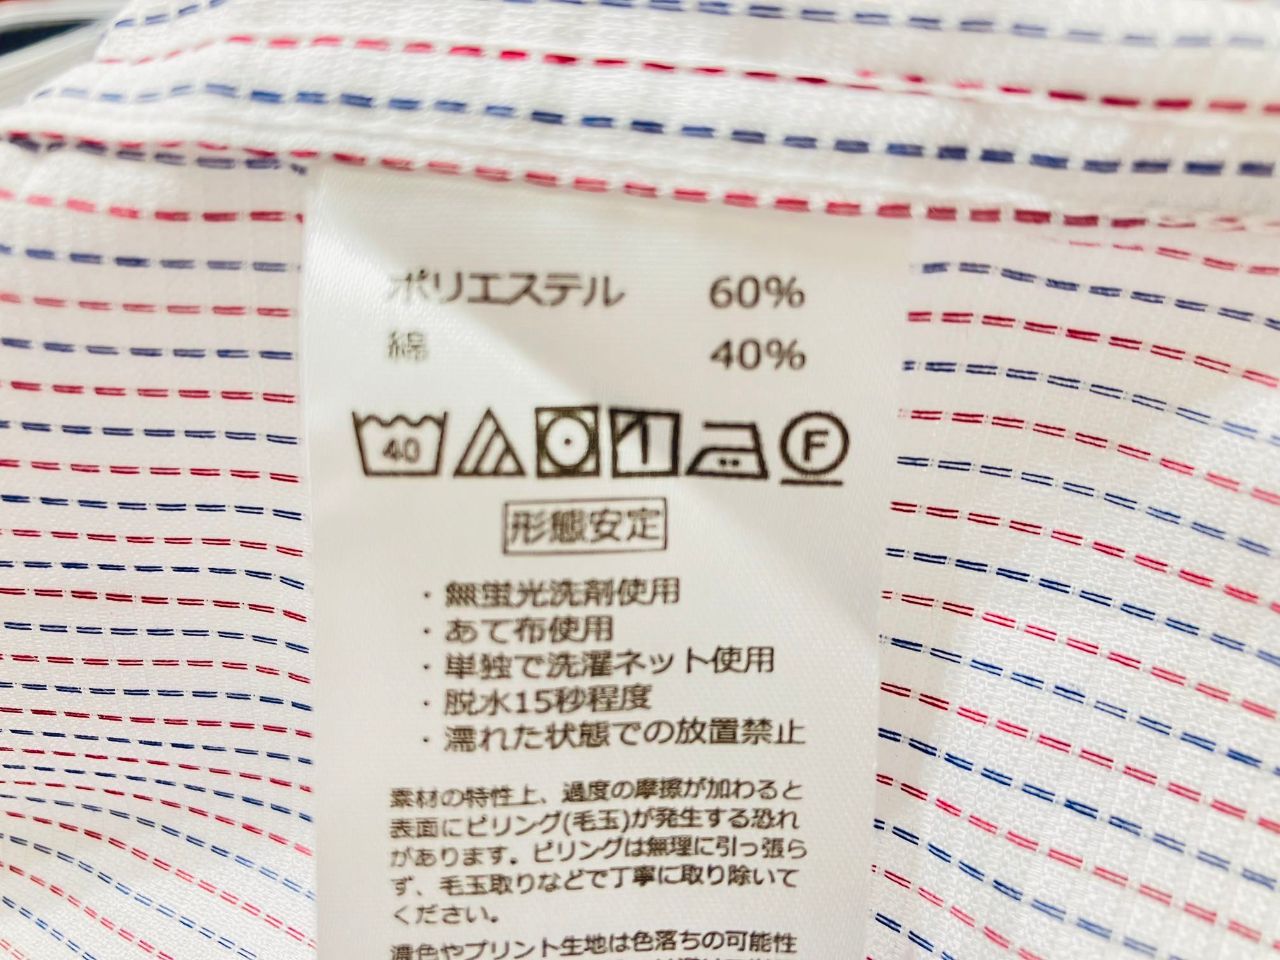 ポリエステル 60%
綿 40%
40 F
形態安定
・無蛍光洗剤使用
・あて布使用
・単独で洗濯ネット使用
・脱水15秒程度
・濡れた状態での放置禁止
素材の特性上、過度の摩擦が加わると
表面にピリング(毛玉)が発生する恐れ
があります。ピリングは無理に引っ張ら
ず、毛玉取りなどで丁寧に取り除いて
ください。
濃色やプリント生地は色落ちの可能性